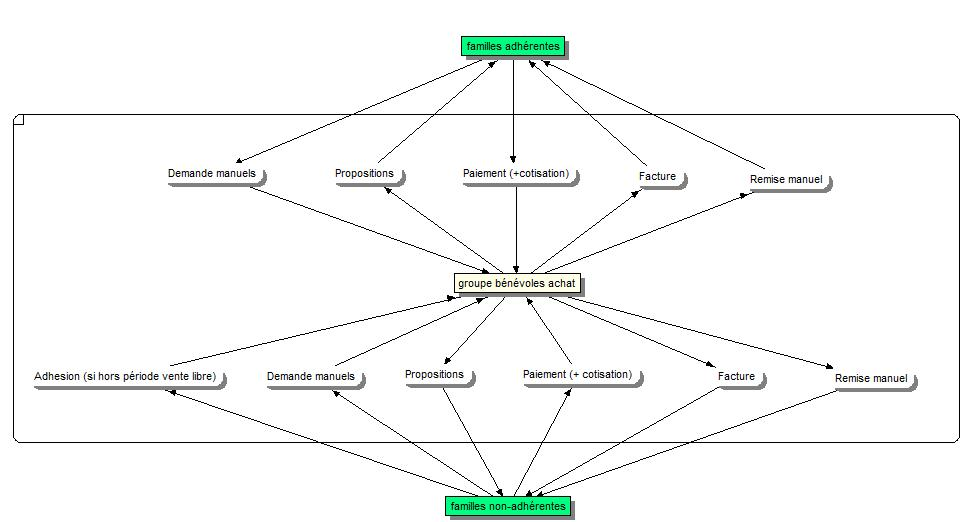 familles adhérentes
Demande manuels
Propositions
Paiement (+cotisation)
Facture
Remise manuel
groupe bénévoles achat
Adhesion (si hors période vente libre)
Demande manuels
Propositions
Paiement (+ cotisation)
Facture
Remise manuel
familles non-adhérentes